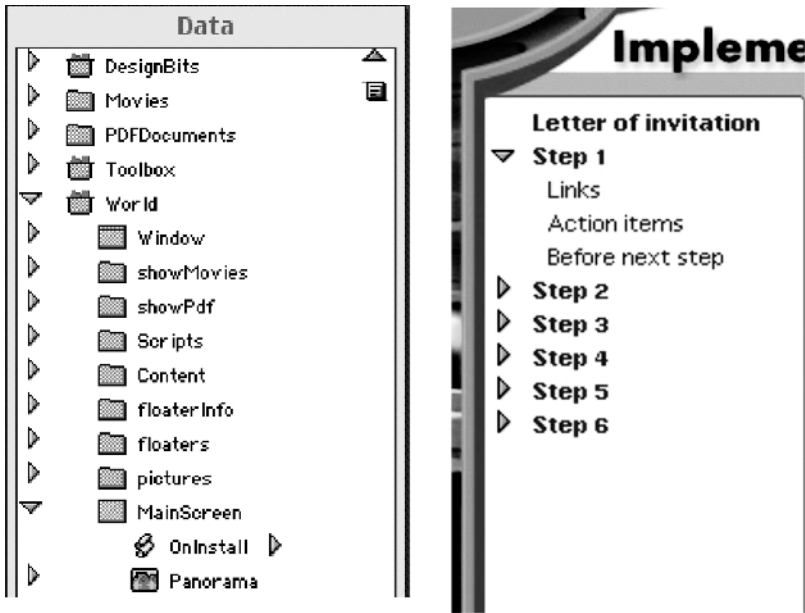 Data
DesignBits
Movies
PDFDocuments
Toolbox
World
Window
showMovies
showPdf
Scripts
Content
floaterInfo
floaters
pictures
MainScreen
OnInstall
Panorama
Impleme
Letter of invitation
Step 1
Links
Action items
Before next step
Step 2
Step 3
Step 4
Step 5
Step 6